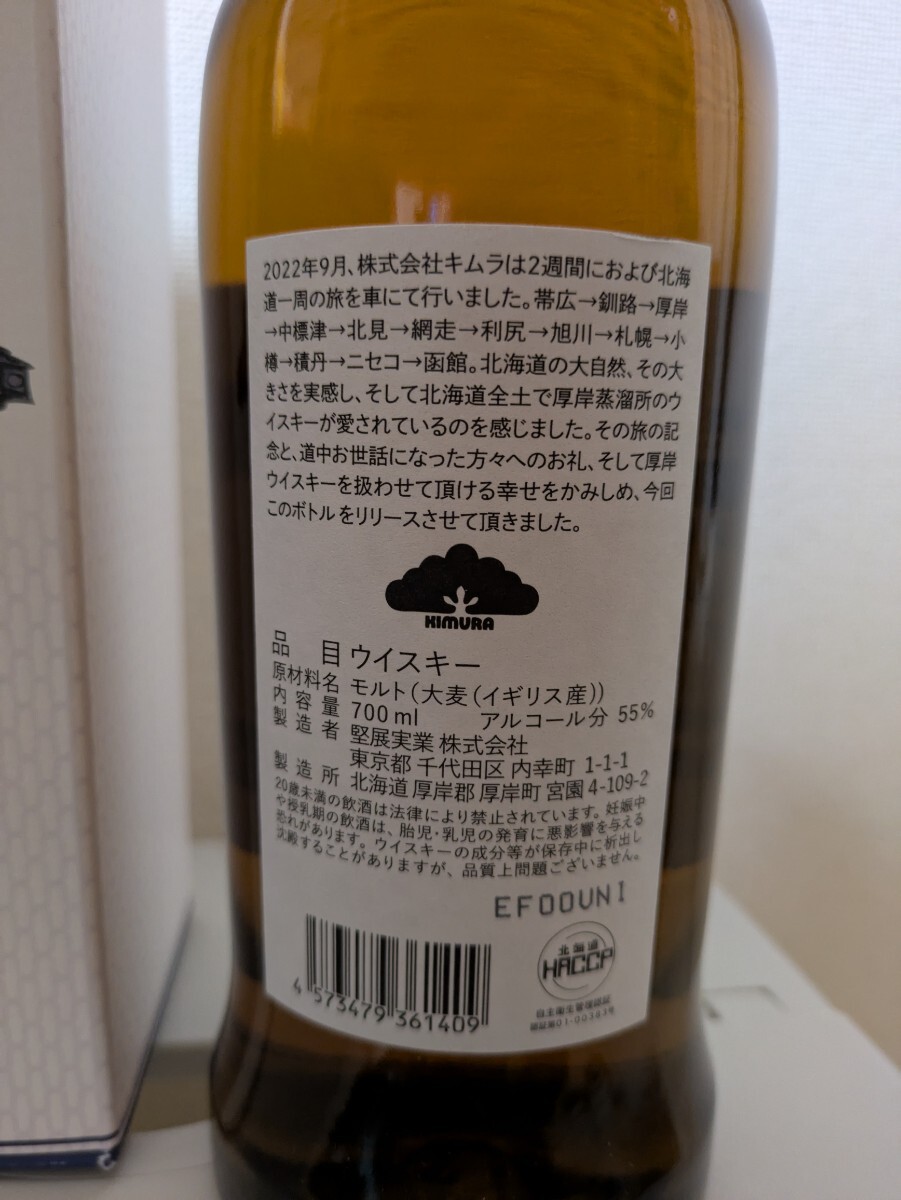 2022年9月、株式会社キムラは2週間におよび北海
道一周の旅を車にて行いました。帯広→釧路→厚岸
→中標津→北見→網走→利尻→旭川→札幌→小
樽→積丹→ニセコ→函館。北海道の大自然、その大
きさを実感し、そして北海道全土で厚岸蒸溜所のウ
イスキーが愛されているのを感じました。その旅の記
念と、道中お世話になった方々へのお礼、そして厚岸
ウイスキーを扱わせて頂ける幸せをかみしめ、今回
このボトルをリリースさせて頂きました。
KIMURA
品目 ウイスキー
原材料名 モルト(大麦(イギリス産))
内容量 700ml アルコール分 55%
製造者 堅展実業 株式会社
東京都 千代田区 内幸町 1-1-1
製造所 北海道 厚岸郡 厚岸町 宮園 4-109-2
20歳未満の飲酒は法律により禁止されています。妊娠中
や授乳期の飲酒は、胎児・乳児の発育に悪影響を与える
恐れがあります。ウイスキーの成分等が保存中に析出し
沈殿することがありますが、品質上問題ございません。
EF00UN1
4 573479 361409
北海道
HACCP
自主衛生管理認証
認証第01-003639